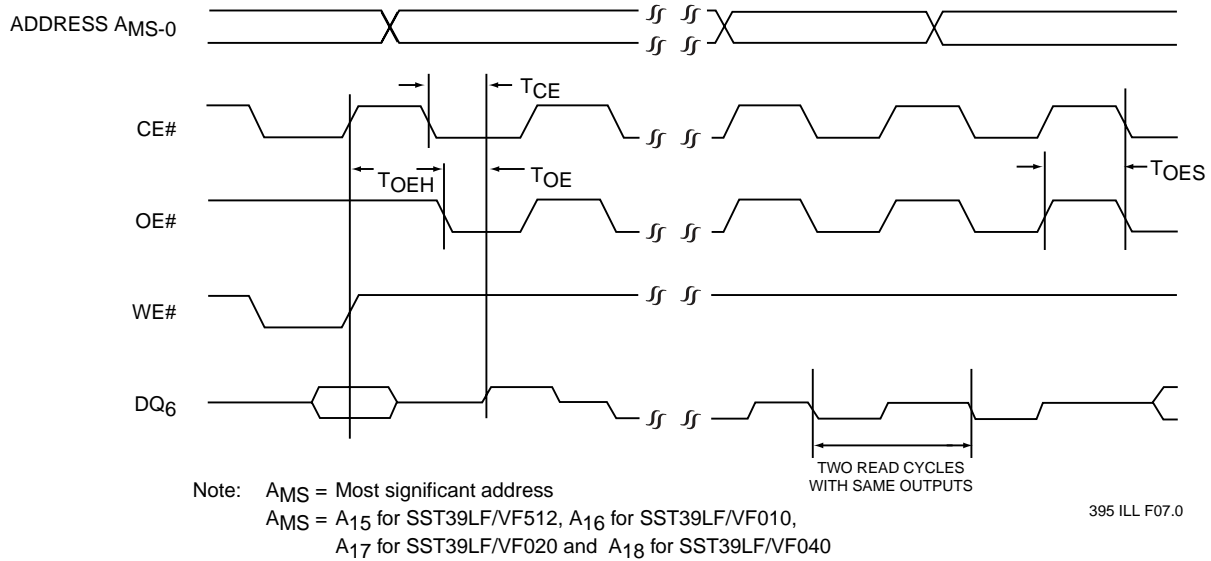 ADDRESS AMS-0
TCE
CE#
TOEH
TOE
TOES
OE#
WE#
DQ6
TWO READ CYCLES
WITH SAME OUTPUTS
Note: AMS = Most significant address
AMS = A15 for SST39LF/VF512, A16 for SST39LF/VF010,
A17 for SST39LF/VF020 and A18 for SST39LF/VF040
395 ILL F07.0